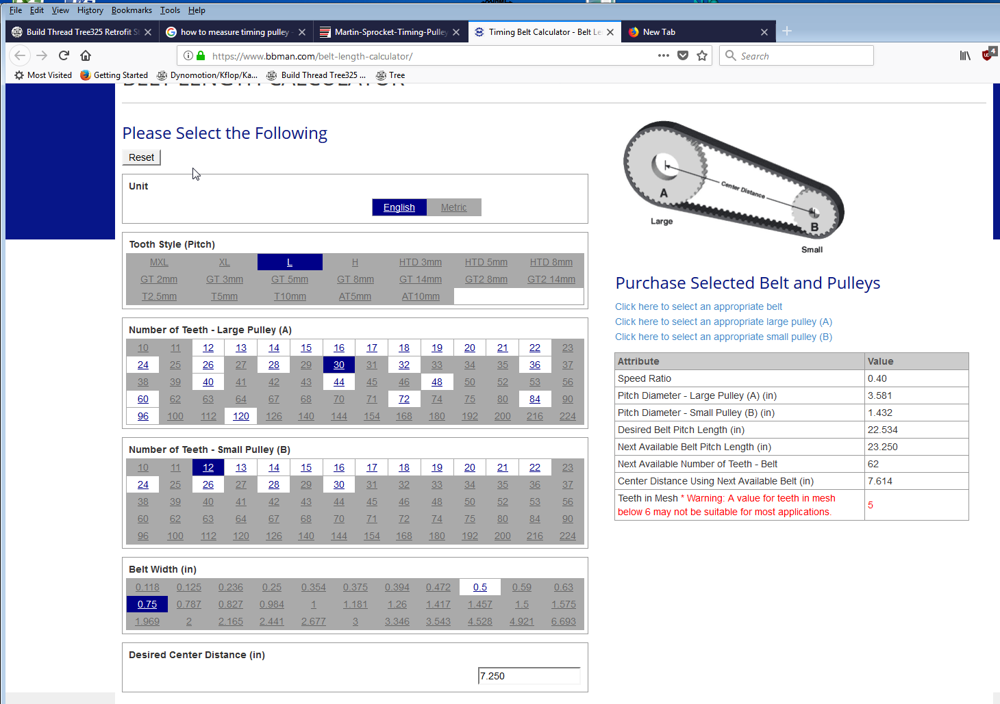 File Edit View History Bookmarks Tools Help
Build Thread Tree325 Retrofit S
how to measure timing pulley -
Martin-Sprocket-Timing-Pulley
Timing Belt Calculator - Belt Le
New Tab
https://www.bbman.com/belt-length-calculator/
Search
4
Most Visited Getting Started Dynomotion/Kflop/Ka... Build Thread Tree325 ... Tree
BELT LENGTH CALCULATOR
Please Select the Following
Reset
Unit
English Metric
Tooth Style (Pitch)
MXL XL L H HTD 3mm HTD 5mm HTD 8mm
GT 2mm GT 3mm GT 5mm GT 8mm GT 14mm GT2 8mm GT2 14mm
T2.5mm T5mm T10mm AT5mm AT10mm
Number of Teeth - Large Pulley (A)
10 11 12 13 14 15 16 17 18 19 20 21 22 23
24 25 26 27 28 29 30 31 32 33 34 35 36 37
38 39 40 41 42 43 44 45 46 48 50 52 53 56
60 62 63 64 67 68 70 71 72 74 75 80 84 90
96 100 112 120 126 140 144 154 168 180 192 200 216 224
Number of Teeth - Small Pulley (B)
10 11 12 13 14 15 16 17 18 19 20 21 22 23
24 25 26 27 28 29 30 31 32 33 34 35 36 37
38 39 40 41 42 43 44 45 46 48 50 52 53 56
60 62 63 64 67 68 70 71 72 74 75 80 84 90
96 100 112 120 126 140 144 154 168 180 192 200 216 224
Belt Width (in)
0.118 0.125 0.236 0.25 0.354 0.375 0.394 0.472 0.5 0.59 0.63
0.75 0.787 0.827 0.984 1 1.181 1.26 1.417 1.457 1.5 1.575
1.969 2 2.165 2.441 2.677 3 3.346 3.543 4.528 4.921 6.693
Desired Center Distance (in)
7.250
Center Distance
A
Large
B
Small
Purchase Selected Belt and Pulleys
Click here to select an appropriate belt
Click here to select an appropriate large pulley (A)
Click here to select an appropriate small pulley (B)
Attribute Value
Speed Ratio 0.40
Pitch Diameter - Large Pulley (A) (in) 3.581
Pitch Diameter - Small Pulley (B) (in) 1.432
Desired Belt Pitch Length (in) 22.534
Next Available Belt Pitch Length (in) 23.250
Next Available Number of Teeth - Belt 62
Center Distance Using Next Available Belt (in) 7.614
Teeth in Mesh * Warning: A value for teeth in mesh
below 6 may not be suitable for most applications. 5